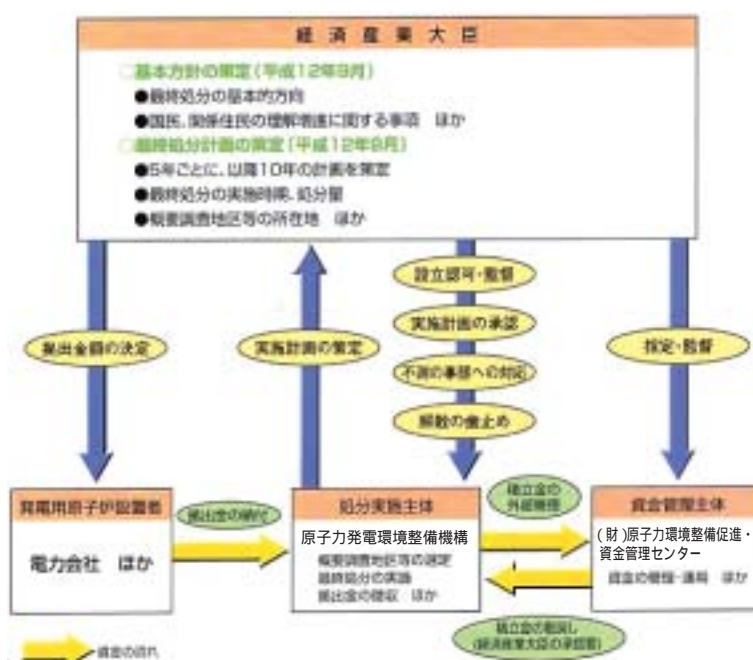 経済産業大臣
□基本方針の策定（平成12年9月）
●最終処分の基本的方向
●国民、関係住民の理解増進に関する事項　ほか
□最終処分計画の策定（平成12年9月）
●5年ごとに、以降10年の計画を策定
●最終処分の実施時期、処分量
●概要調査地区等の所在地　ほか
設立認可・監督
実施計画の承認
不測の事態への対応
解散の歯止め
拠出金額の決定
実施計画の策定
指定・監督
発電用原子炉設置者
電力会社　ほか
拠出金の納付
処分実施主体
原子力発電環境整備機構
概要調査地区等の選定
最終処分の実施
拠出金の徴収　ほか
積立金の
外部管理
資金管理主体
(財)原子力環境整備促進・
資金管理センター
資金の管理・運用　ほか
積立金の取戻し
(経済産業大臣の承認要)
資金の流れ